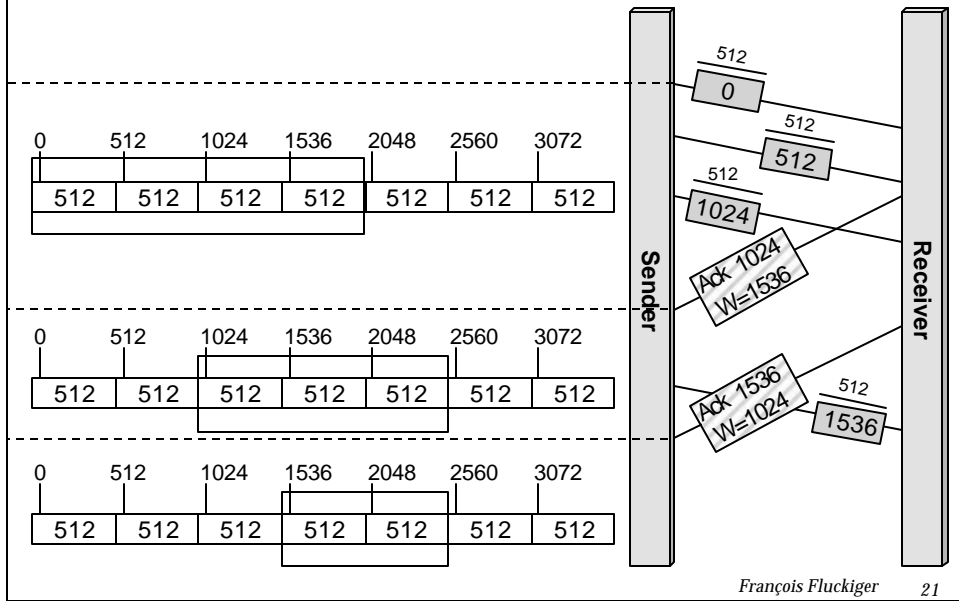 512
0
0 512 1024 1536 2048 2560 3072
512
512
512 512 512 512 512 512 512
512
1024
Sender
Receiver
Ack 1024
W=1536
0 512 1024 1536 2048 2560 3072
512 512 512 512 512 512 512
Ack 1536
W=1024
512
1536
0 512 1024 1536 2048 2560 3072
512 512 512 512 512 512 512
François Fluckiger 21